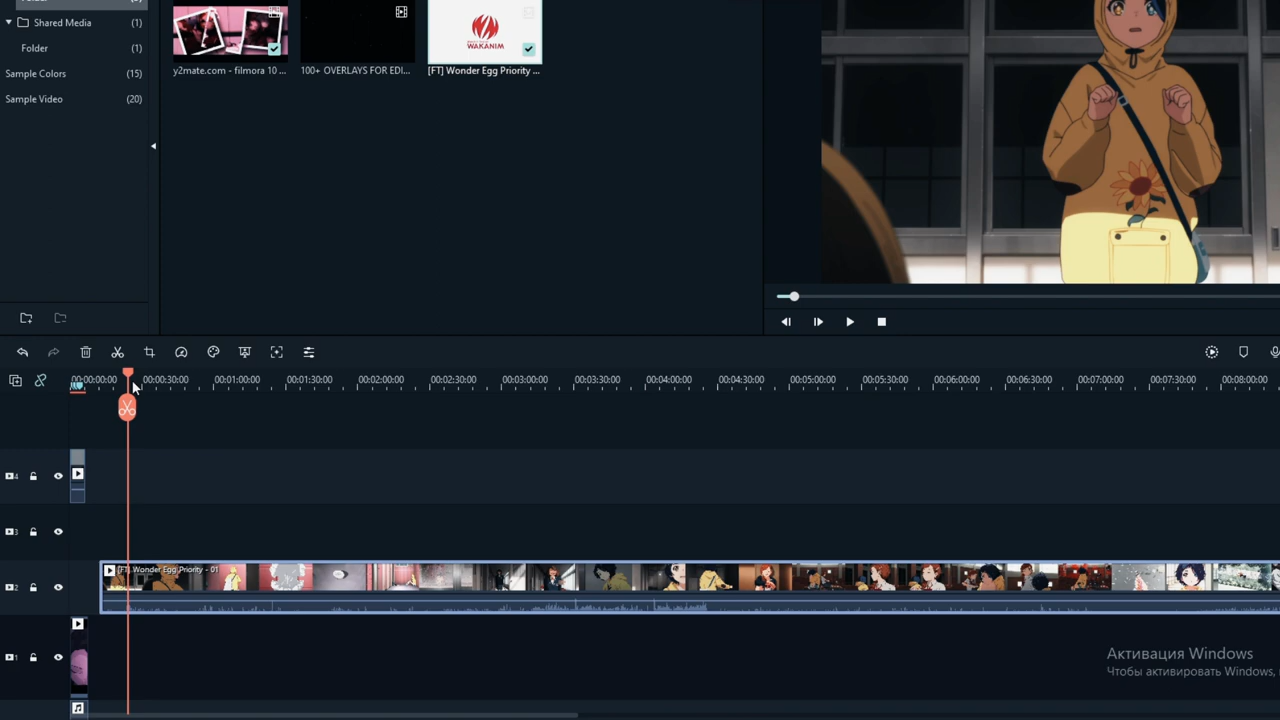 Shared Media (1)
Folder (1)
Sample Colors (15)
Sample Video (20)
WAKANIM
y2mate.com - filmora 10 ...
100+ OVERLAYS FOR EDI...
[FT] Wonder Egg Priority ...
00:00:00:00 00:00:30:00 00:01:00:00 00:01:30:00 00:02:00:00 00:02:30:00 00:03:00:00 00:03:30:00 00:04:00:00 00:04:30:00 00:05:00:00 00:05:30:00 00:06:00:00 00:06:30:00 00:07:00:00 00:07:30:00 00:08:00:00
4
3
[FT] Wonder Egg Priority - 01
2
1
Активация Windows
Чтобы активировать Windows,